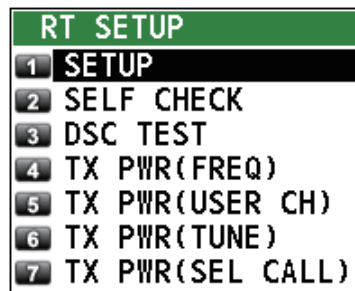 RT SETUP
1 SETUP
2 SELF CHECK
3 DSC TEST
4 TX PWR(FREQ)
5 TX PWR(USER CH)
6 TX PWR(TUNE)
7 TX PWR(SEL CALL)